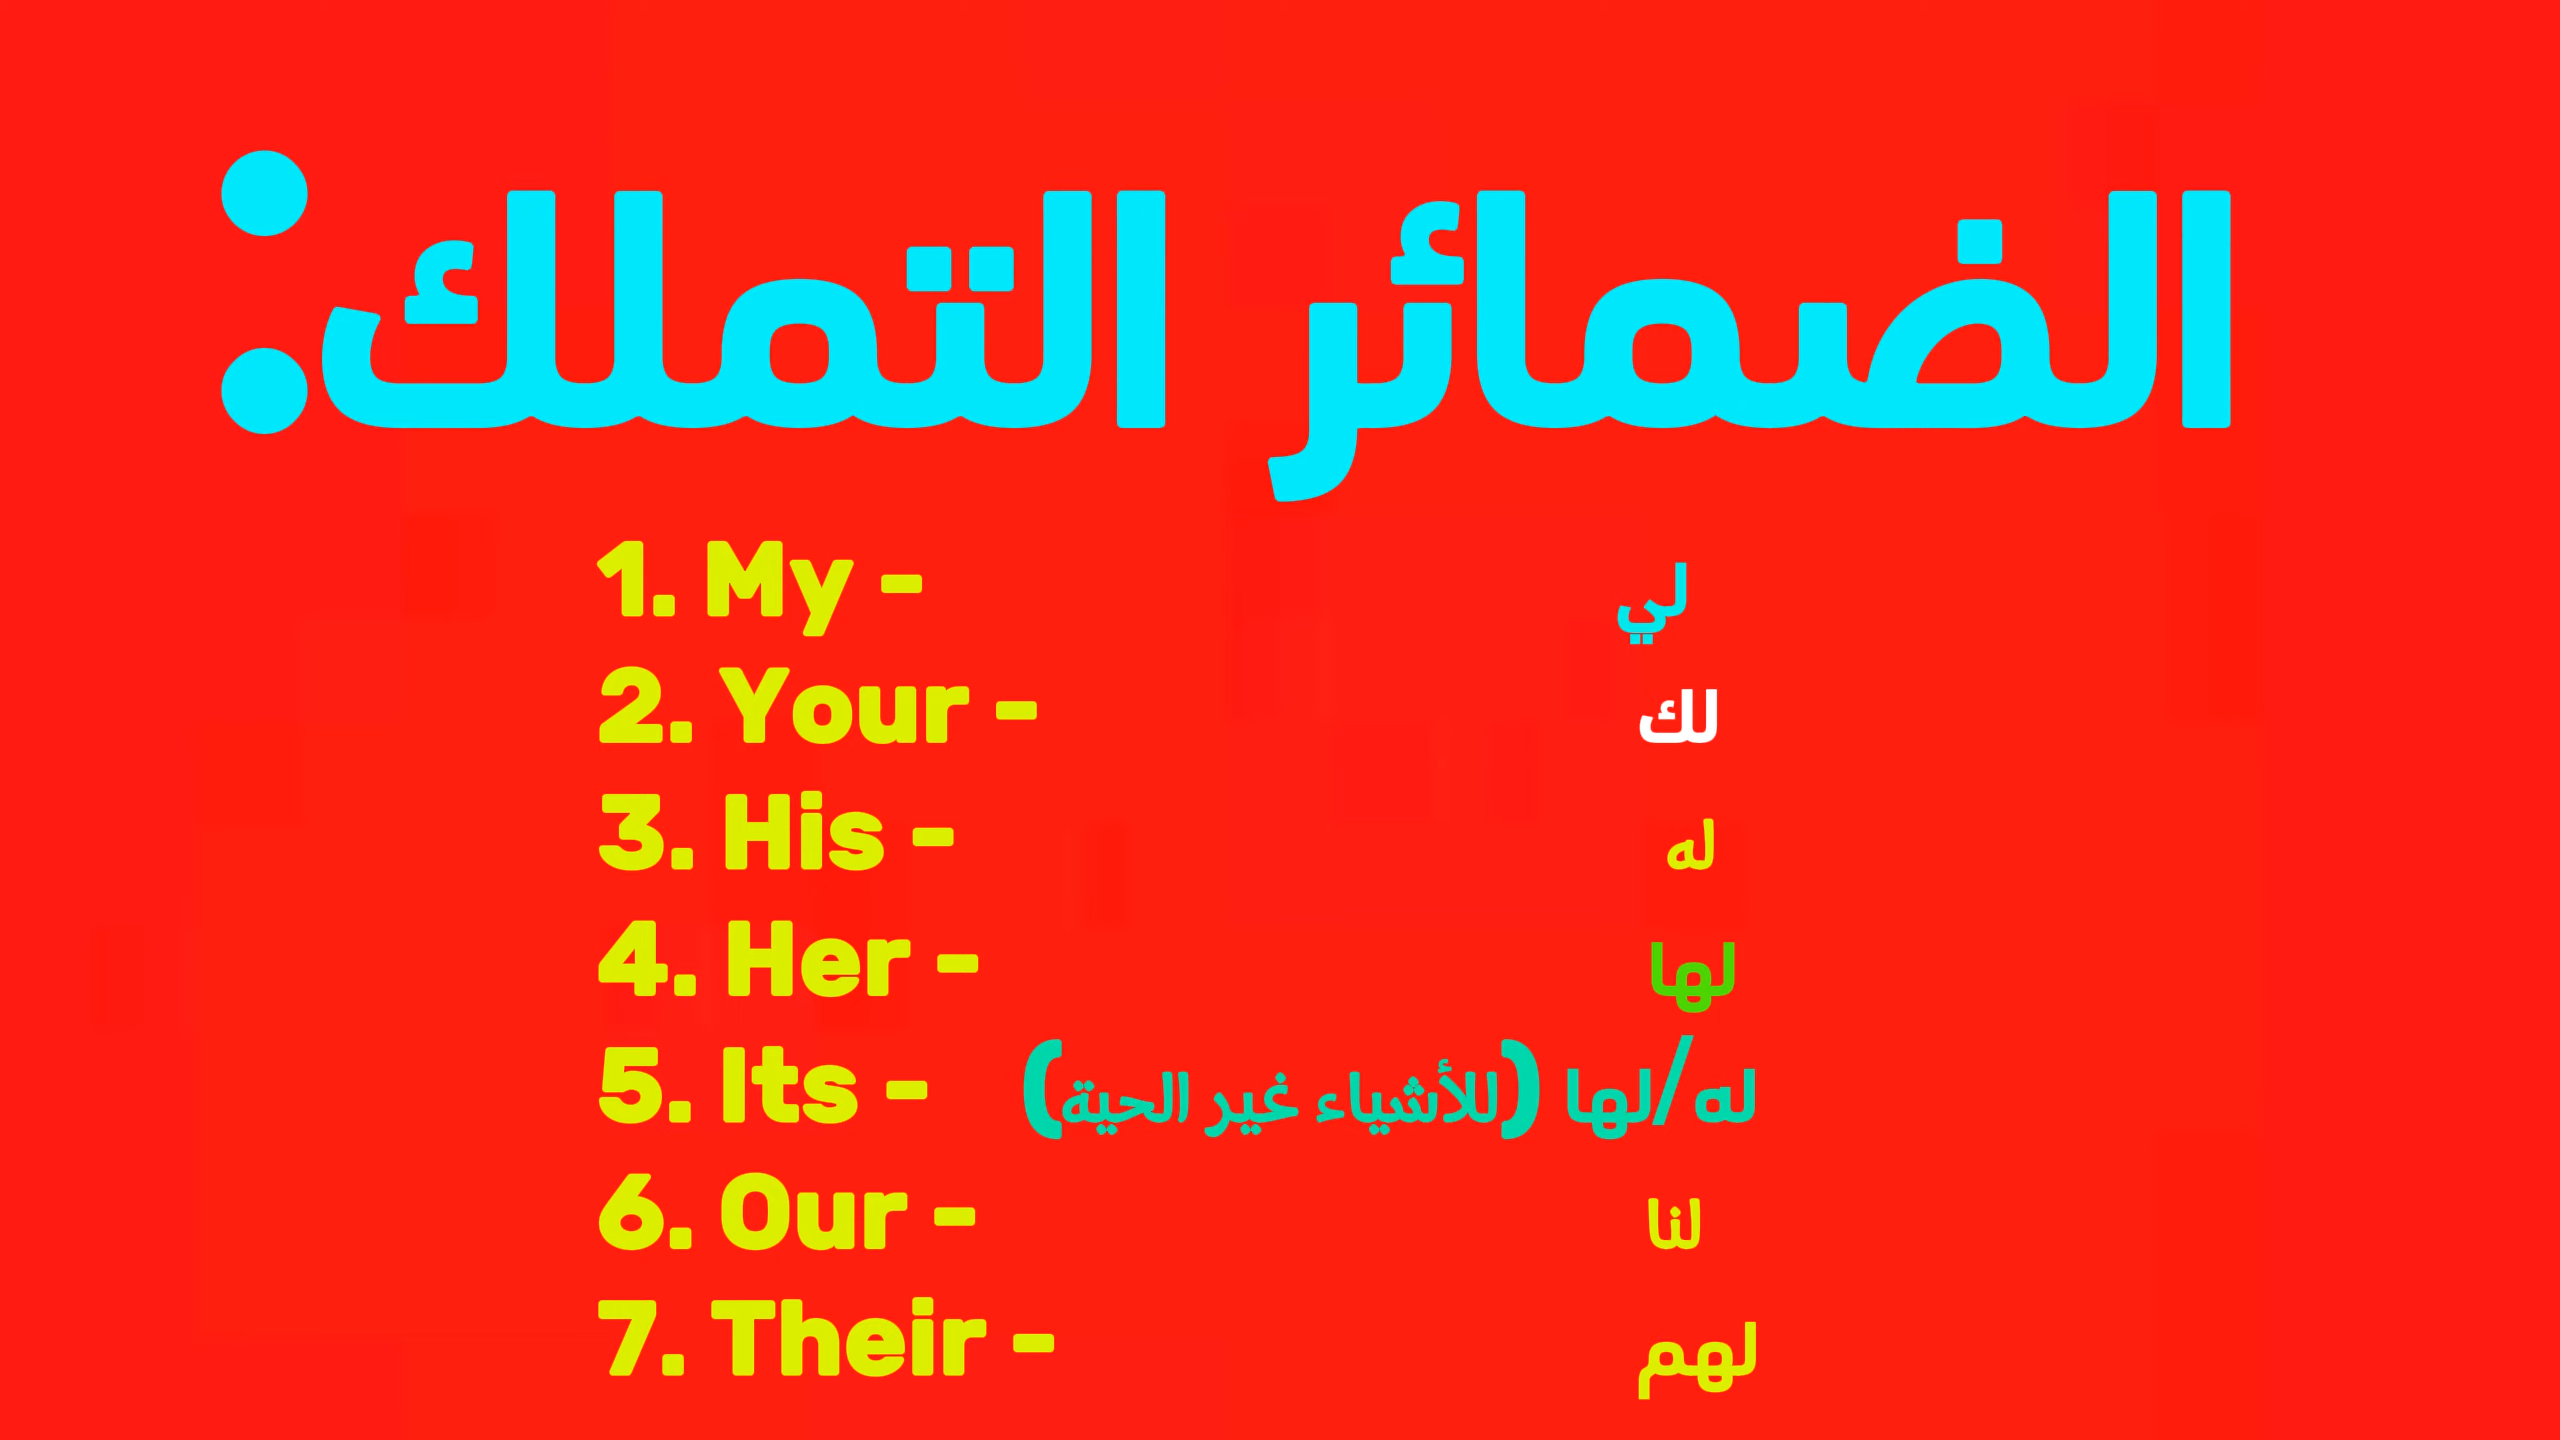 الضمائر التملك:
1. My - لي
2. Your - لك
3. His - له
4. Her - لها
5. Its - له/لها (للأشياء غير الحية)
6. Our - لنا
7. Their - لهم